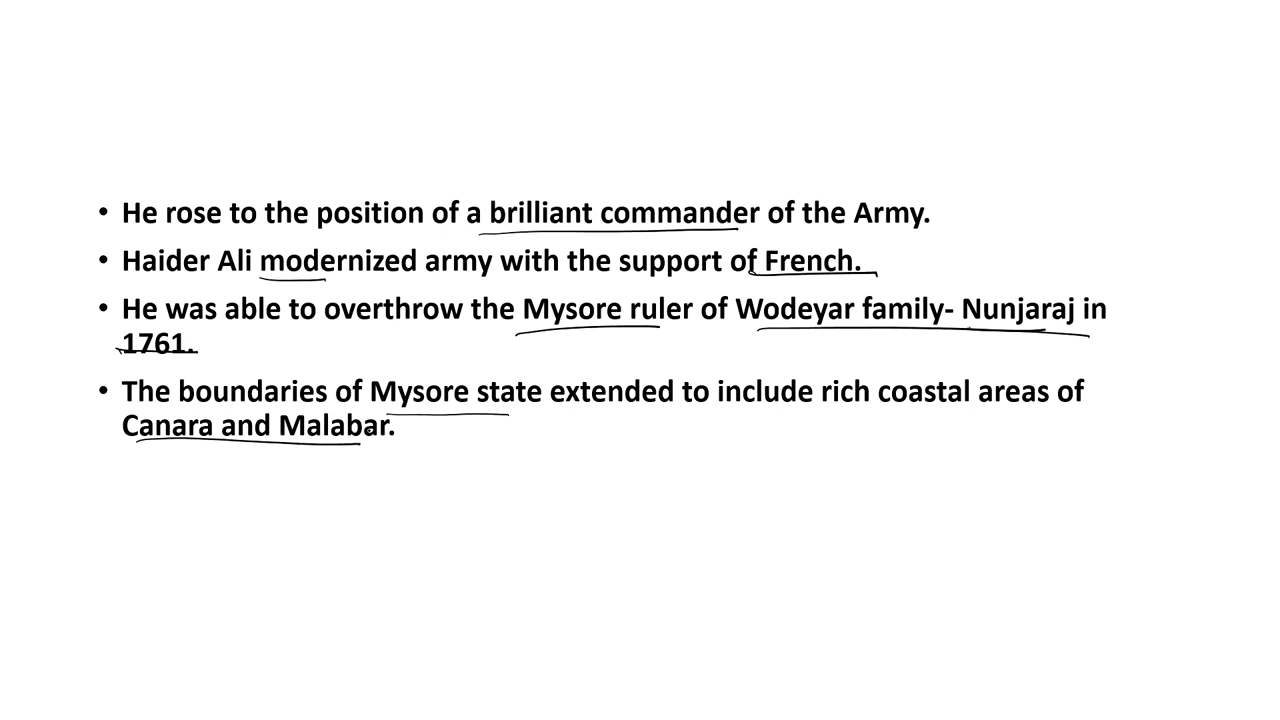 • He rose to the position of a brilliant commander of the Army.
• Haider Ali modernized army with the support of French.
• He was able to overthrow the Mysore ruler of Wodeyar family- Nunjaraj in
1761.
• The boundaries of Mysore state extended to include rich coastal areas of
Canara and Malabar.